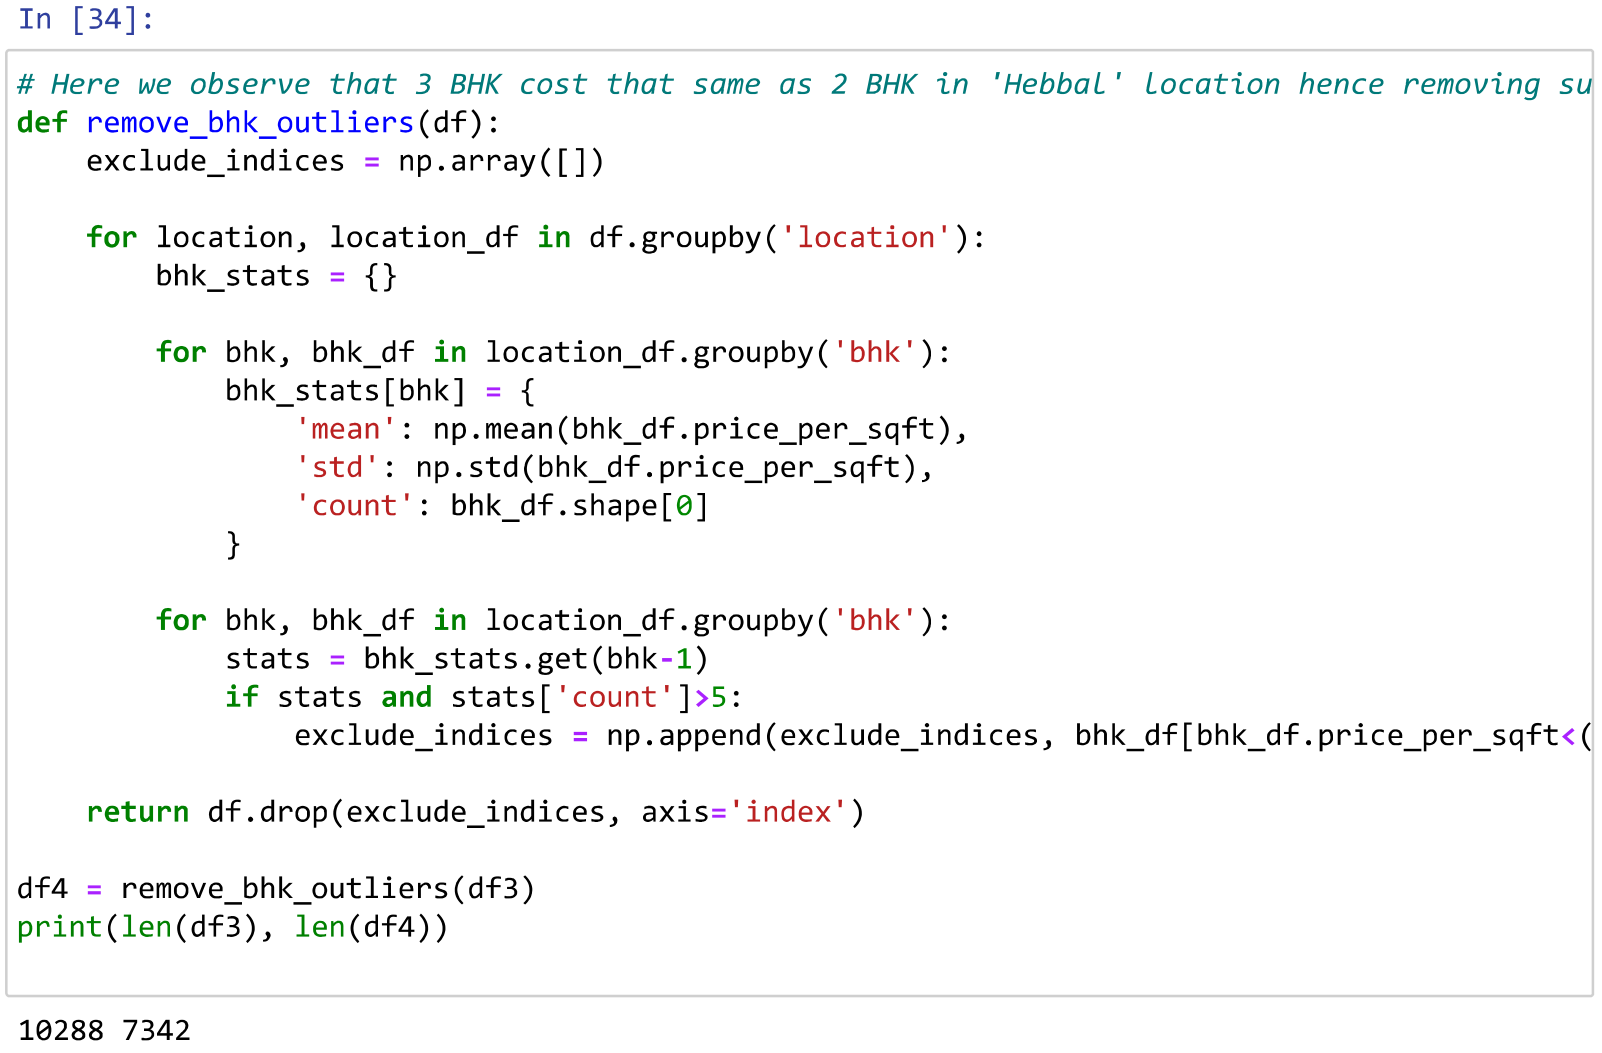 In [34]:
# Here we observe that 3 BHK cost that same as 2 BHK in 'Hebbal' location hence removing su
def remove_bhk_outliers(df):
    exclude_indices = np.array([])
    for location, location_df in df.groupby('location'):
        bhk_stats = {}
        for bhk, bhk_df in location_df.groupby('bhk'):
            bhk_stats[bhk] = {
                'mean': np.mean(bhk_df.price_per_sqft),
                'std': np.std(bhk_df.price_per_sqft),
                'count': bhk_df.shape[0]
            }
        for bhk, bhk_df in location_df.groupby('bhk'):
            stats = bhk_stats.get(bhk-1)
            if stats and stats['count']>5:
                exclude_indices = np.append(exclude_indices, bhk_df[bhk_df.price_per_sqft<(
    return df.drop(exclude_indices, axis='index')
df4 = remove_bhk_outliers(df3)
print(len(df3), len(df4))
10288 7342